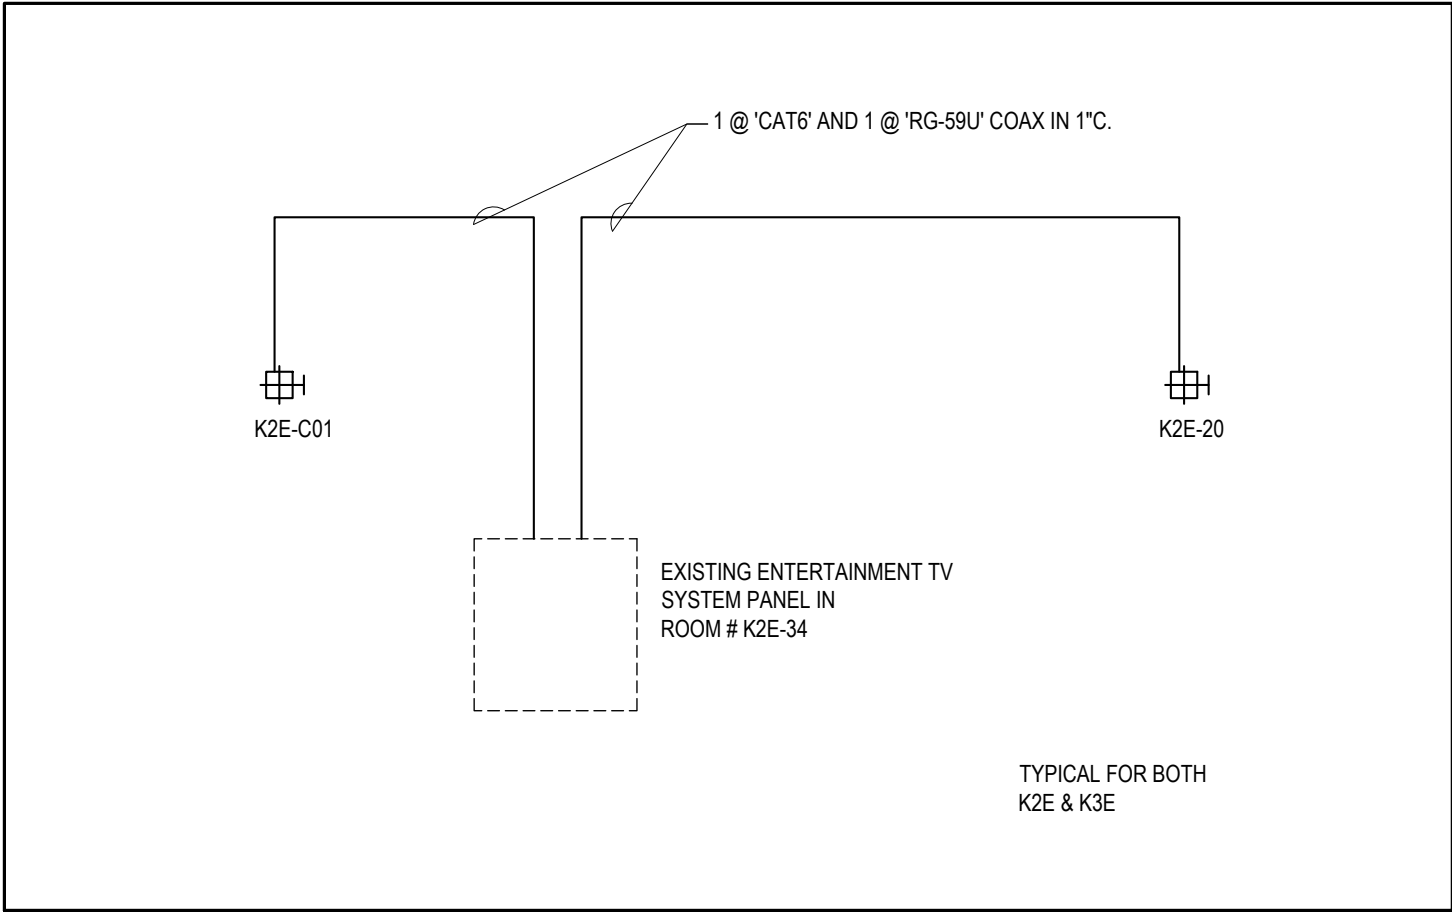 1 @ 'CAT6' AND 1 @ 'RG-59U' COAX IN 1"C.
K2E-C01
K2E-20
EXISTING ENTERTAINMENT TV
SYSTEM PANEL IN
ROOM # K2E-34
TYPICAL FOR BOTH
K2E & K3E